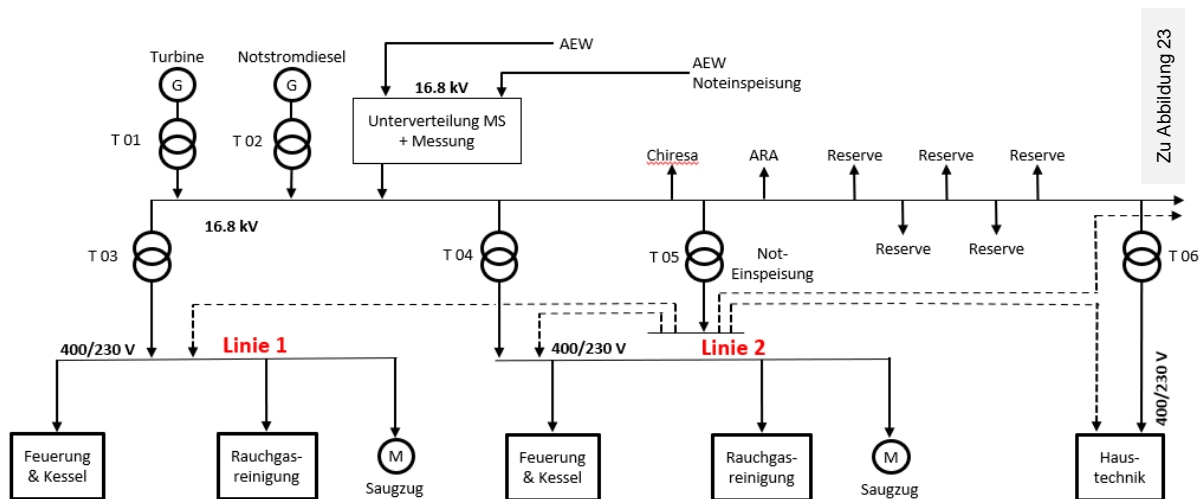 Turbine
Notstromdiesel
AEW
AEW
Noteinspeisung
Zu Abbildung 23
G
G
16.8 kV
Unterverteilung MS
+ Messung
T 01
T 02
Chiresa
ARA
Reserve
Reserve
Reserve
16.8 kV
Reserve
Reserve
T 03
T 04
T 05
Not-
Einspeisung
T 06
400/230 V
Linie 1
400/230 V
Linie 2
400/230 V
Feuerung
& Kessel
Rauchgas-
reinigung
M
Saugzug
Feuerung
& Kessel
Rauchgas-
reinigung
M
Saugzug
Haus-
technik